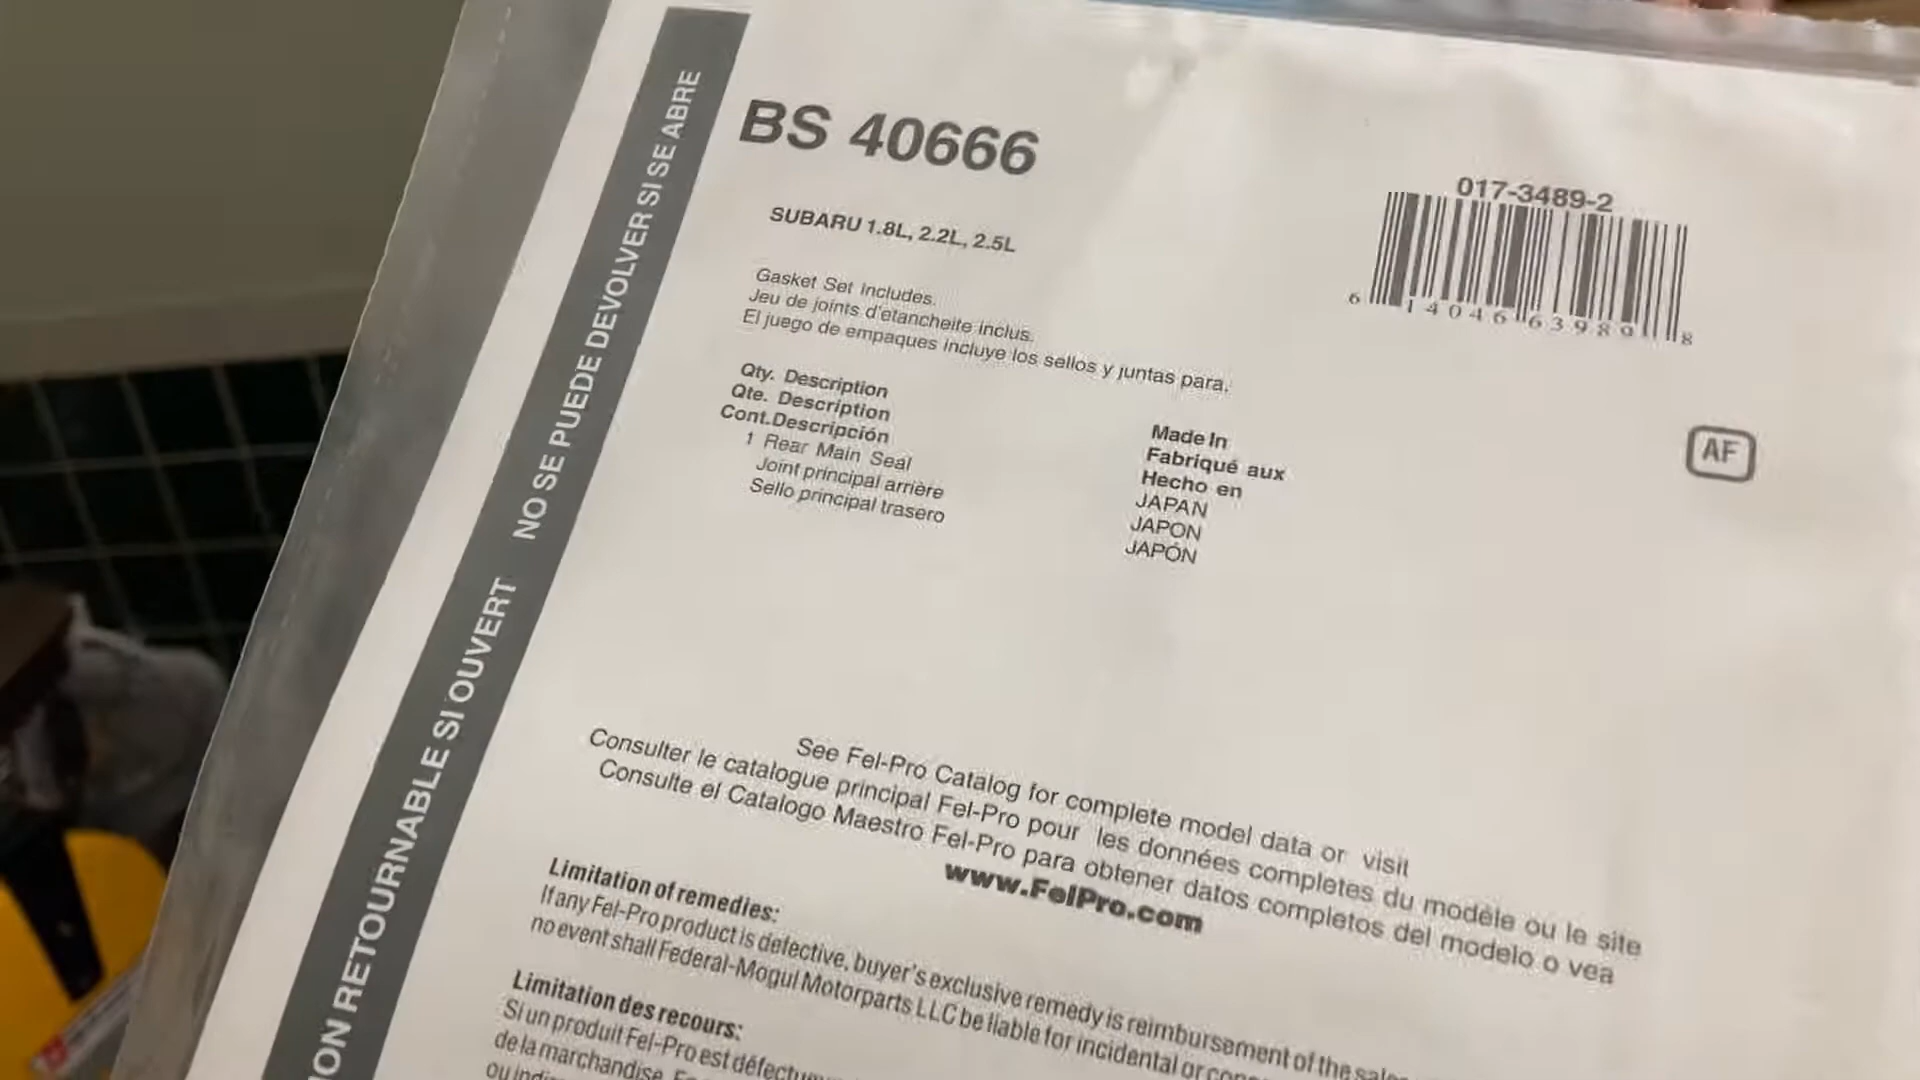 BS 40666
017-3489-2
6 14046 63989 8
SUBARU 1.8L, 2.2L, 2.5L
Gasket Set Includes.
Jeu de joints d'etancheite inclus.
El juego de empaques incluye los sellos y juntas para.
Qty. Description
Qte. Description
Cont.Descripción
1 Rear Main Seal
Joint principal arrière
Sello principal trasero
Made In
Fabriqué aux
Hecho en
JAPAN
JAPON
JAPÓN
AF
NO SE PUEDE DEVOLVER SI SE ABRE
NON RETOURNABLE SI OUVERT
See Fel-Pro Catalog for complete model data or visit
Consulter le catalogue principal Fel-Pro pour les données completes du modèle ou le site
Consulte el Catalogo Maestro Fel-Pro para obtener datos completos del modelo o vea
www.FelPro.com
Limitation of remedies:
If any Fel-Pro product is defective, buyer's exclusive remedy is reimbursement of the
no event shall Federal-Mogul Motorparts LLC be liable for incidental or
Limitation des recours:
Si un produit Fel-Pro est
de la marchandise.
ou